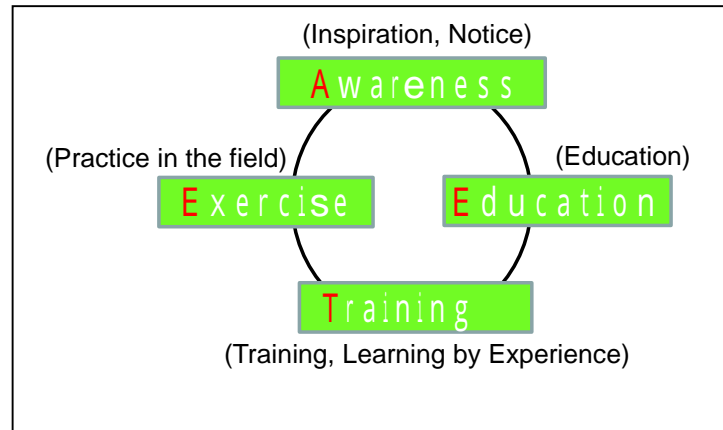 (Inspiration, Notice)
Awareness
(Practice in the field)
(Education)
Exercise
Education
Training
(Training, Learning by Experience)